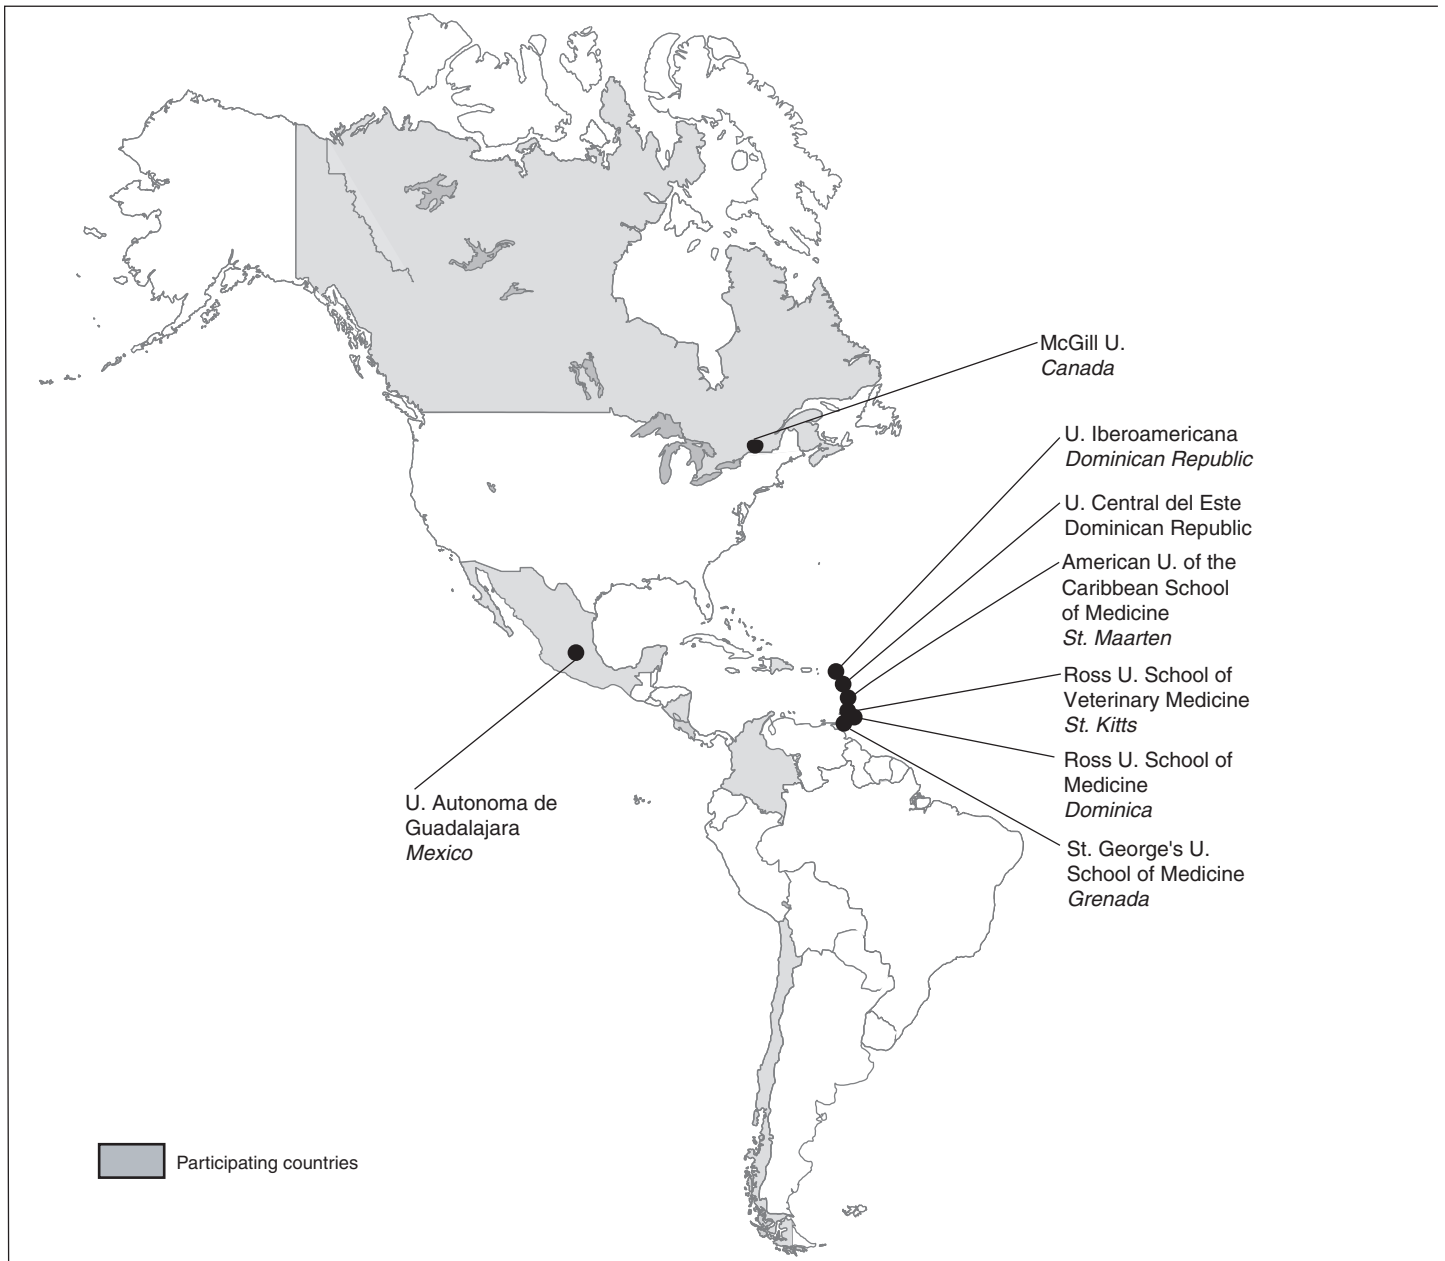 McGill U.
Canada
U. Iberoamericana
Dominican Republic
U. Central del Este
Dominican Republic
American U. of the
Caribbean School
of Medicine
St. Maarten
Ross U. School of
Veterinary Medicine
St. Kitts
Ross U. School of
Medicine
Dominica
U. Autonoma de
Guadalajara
Mexico
St. George's U.
School of Medicine
Grenada
Participating countries